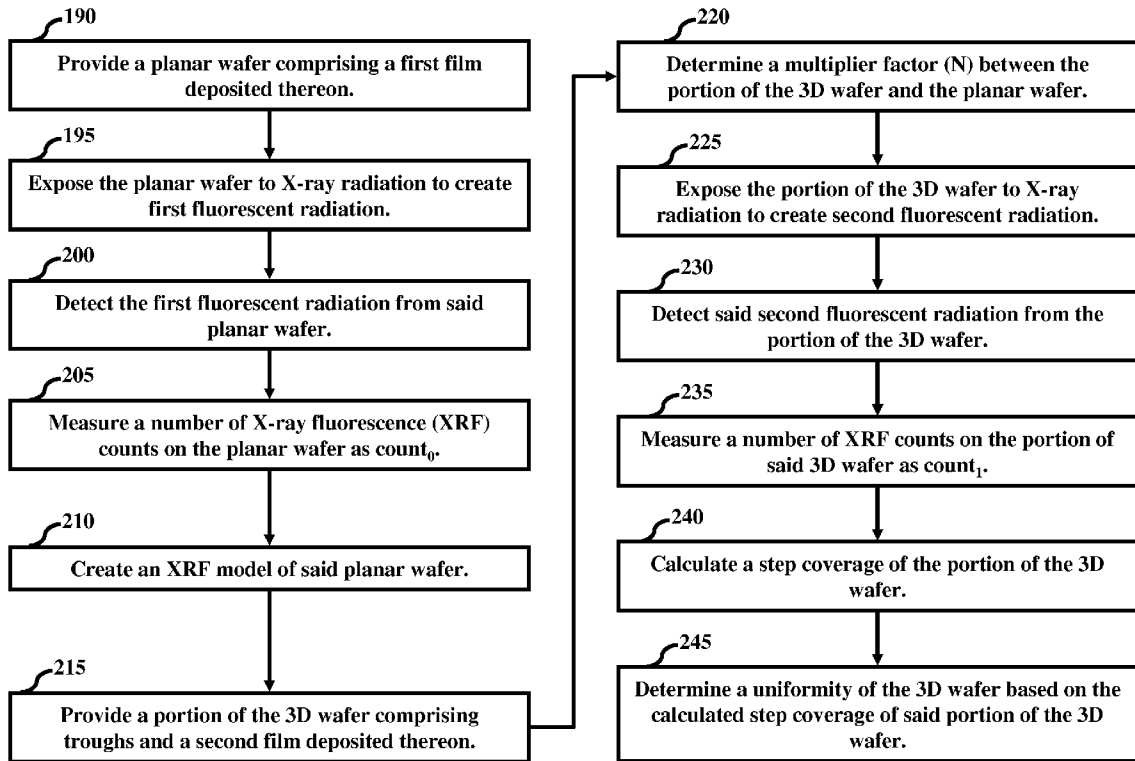 190
Provide a planar wafer comprising a first film
deposited thereon.
195
Expose the planar wafer to X-ray radiation to create
first fluorescent radiation.
200
Detect the first fluorescent radiation from said
planar wafer.
205
Measure a number of X-ray fluorescence (XRF)
counts on the planar wafer as count₀.
210
Create an XRF model of said planar wafer.
215
Provide a portion of the 3D wafer comprising
troughs and a second film deposited thereon.
220
Determine a multiplier factor (N) between the
portion of the 3D wafer and the planar wafer.
225
Expose the portion of the 3D wafer to X-ray
radiation to create second fluorescent radiation.
230
Detect said second fluorescent radiation from the
portion of the 3D wafer.
235
Measure a number of XRF counts on the portion of
said 3D wafer as count₁.
240
Calculate a step coverage of the portion of the 3D
wafer.
245
Determine a uniformity of the 3D wafer based on the
calculated step coverage of said portion of the 3D
wafer.